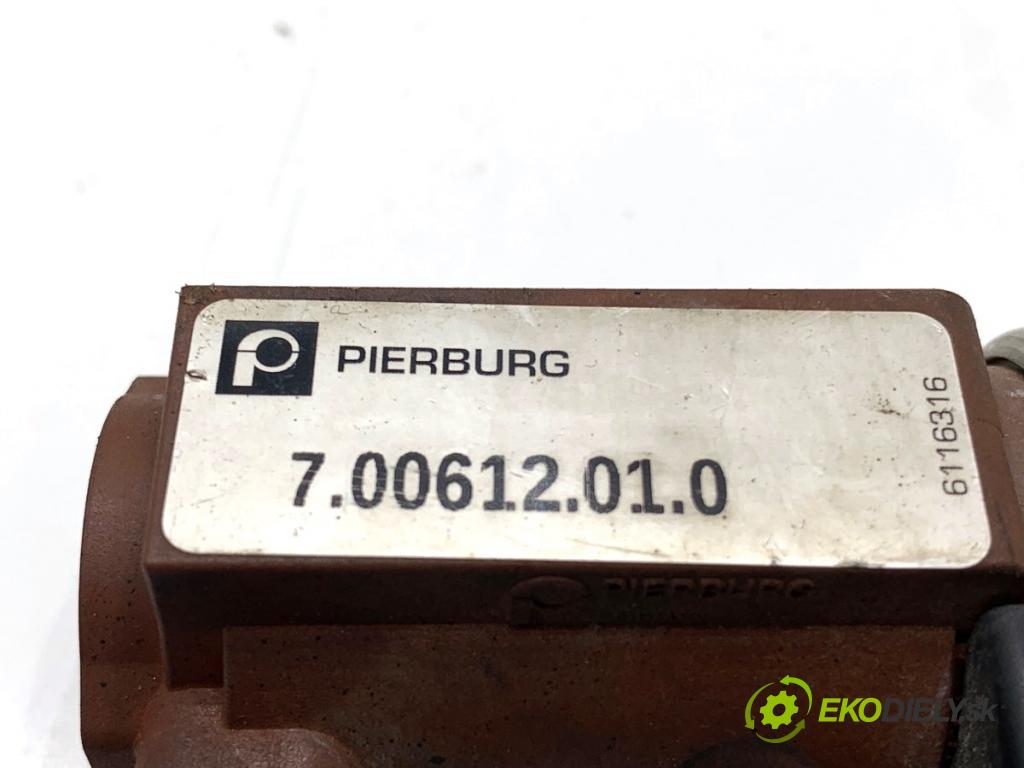 P PIERBURG
7.00612.01.0
6116316
P PIERBURG
EKODIELY.sk